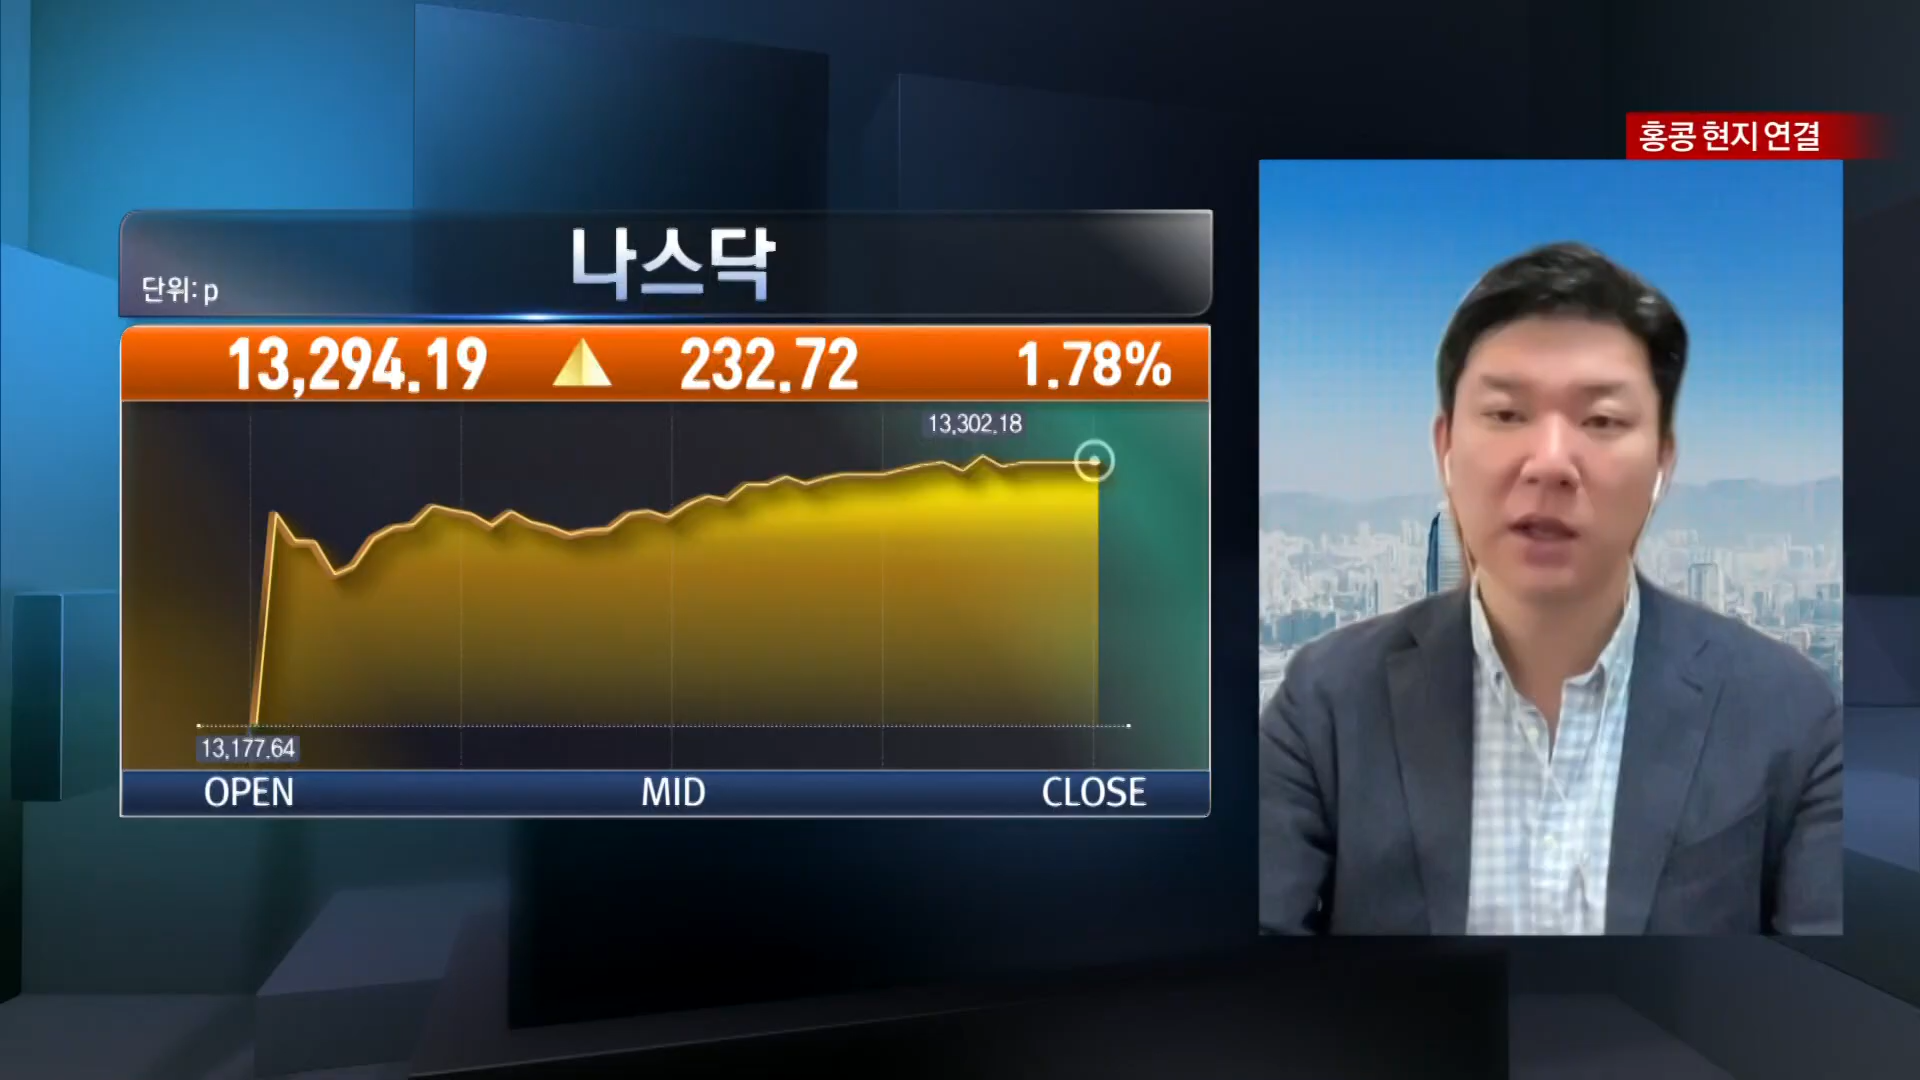 홍콩 현지 연결
나스닥
단위: p
13,294.19 ▲ 232.72 1.78%
13,302.18
13,177.64
OPEN MID CLOSE